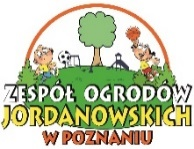 ZESPÓŁ OGRODÓW
JORDANOWSKICH
W POZNANIU